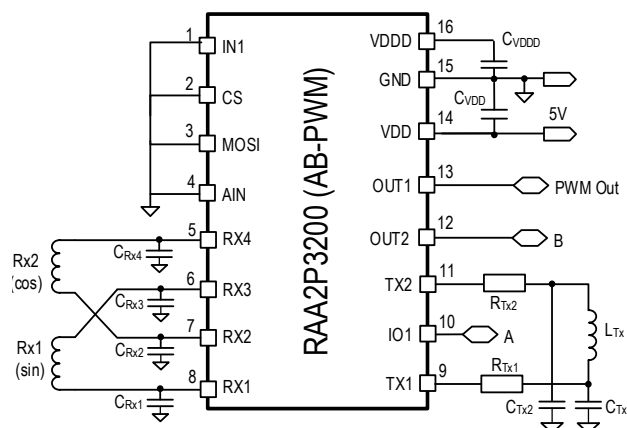 1
IN1
2
CS
3
MOSI
4
AIN
5
RX4
6
RX3
7
RX2
8
RX1
RAA2P3200 (AB-PWM)
VDDD
16
GND
15
VDD
14
OUT1
13
OUT2
12
TX2
11
IO1
10
TX1
9
CVDDD
CVDD
5V
PWM Out
B
A
RTx2
RTx1
LTx
CTx2
CTx
Rx2
(cos)
Rx1
(sin)
CRx4
CRx3
CRx2
CRx1